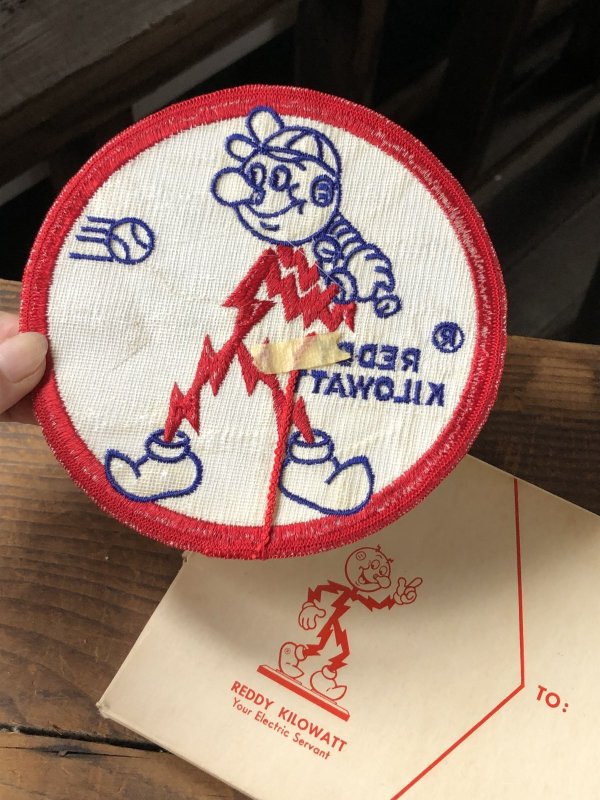 ®
KILOWATT
REDDY KILOWATT
Your Electric Servant
TO: